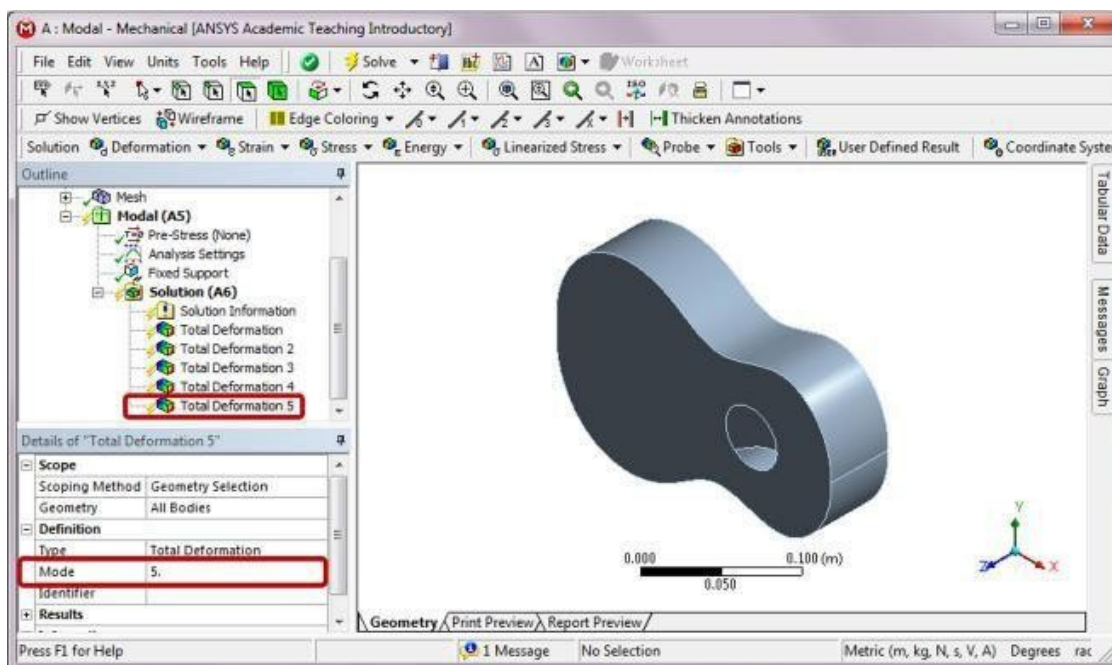 A : Modal - Mechanical [ANSYS Academic Teaching Introductory]
File Edit View Units Tools Help Solve Worksheet
Show Vertices Wireframe Edge Coloring Thicken Annotations
Solution Deformation Strain Stress Energy Linearized Stress Probe Tools User Defined Result Coordinate Syste
Outline
Mesh
Modal (A5)
Pre-Stress (None)
Analysis Settings
Fixed Support
Solution (A6)
Solution Information
Total Deformation
Total Deformation 2
Total Deformation 3
Total Deformation 4
Total Deformation 5
Details of "Total Deformation 5"
Scope
Scoping Method Geometry Selection
Geometry All Bodies
Definition
Type Total Deformation
Mode 5.
Identifier
Results
0.000 0.100 (m)
0.050
Y
Z X
Tabular Data
Messages
Graph
Geometry Print Preview Report Preview
Press F1 for Help 1 Message No Selection Metric (m, kg, N, s, V, A) Degrees rac